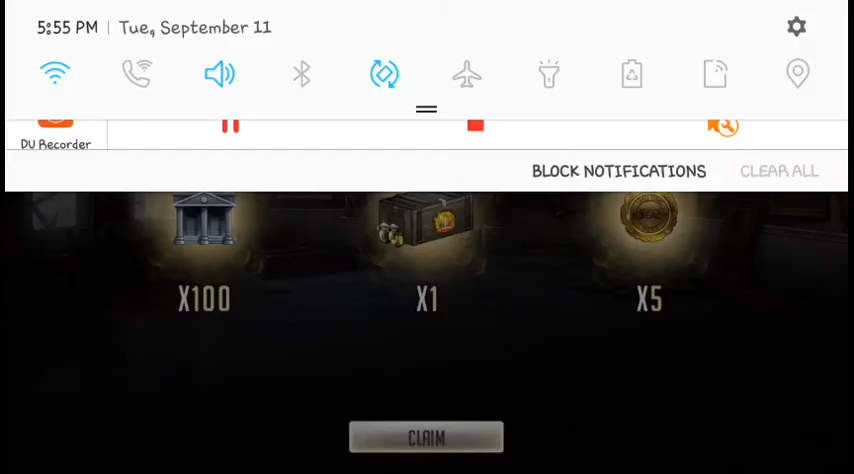 5:55 PM | Tue, September 11
DU Recorder
BLOCK NOTIFICATIONS CLEAR ALL
X100 X1 X5
CLAIM